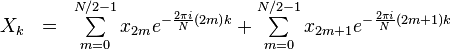 X_k = \sum_{m=0}^{N/2-1} x_{2m} e^{-\frac{2\pi i}{N}(2m)k} + \sum_{m=0}^{N/2-1} x_{2m+1} e^{-\frac{2\pi i}{N}(2m+1)k}